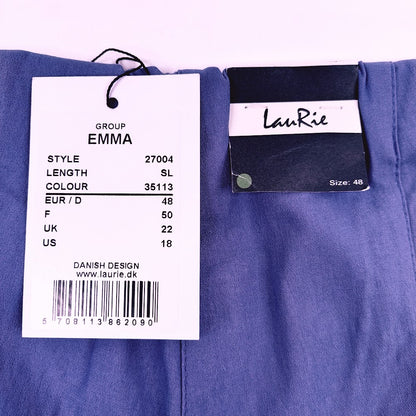 GROUP
EMMA
STYLE 27004
LENGTH SL
COLOUR 35113
EUR / D 48
F 50
UK 22
US 18
DANISH DESIGN
www.laurie.dk
5 708113 862090
LauRie
Size: 48